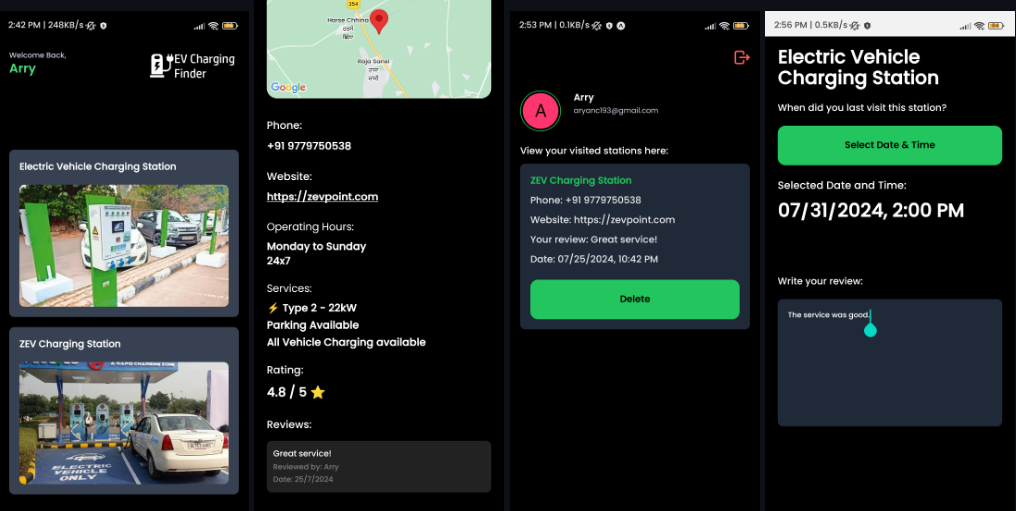 2:42 PM | 248KB/s
Welcome Back,
Arry
EV Charging
Finder
Electric Vehicle Charging Station
ZEV Charging Station
A RAPID CHARGING ZONE
ELECTRIC
VEHICLE
ONLY
354
Harse Chhina
ਹਰਸੇ
ਛਿੰਨਾ
Raja Sansi
ਰਾਜਾ
ਸਾਂਸੀ
Google
Phone:
+91 9779750538
Website:
https://zevpoint.com
Operating Hours:
Monday to Sunday
24x7
Services:
⚡ Type 2 - 22kW
Parking Available
All Vehicle Charging available
Rating:
4.8 / 5 ⭐
Reviews:
Great service!
Reviewed by: Arry
Date: 25/7/2024
2:53 PM | 0.1KB/s
A
Arry
aryanc193@gmail.com
View your visited stations here:
ZEV Charging Station
Phone: +91 9779750538
Website: https://zevpoint.com
Your review: Great service!
Date: 07/25/2024, 10:42 PM
Delete
2:56 PM | 0.5KB/s
Electric Vehicle
Charging Station
When did you last visit this station?
Select Date & Time
Selected Date and Time:
07/31/2024, 2:00 PM
Write your review:
The service was good.